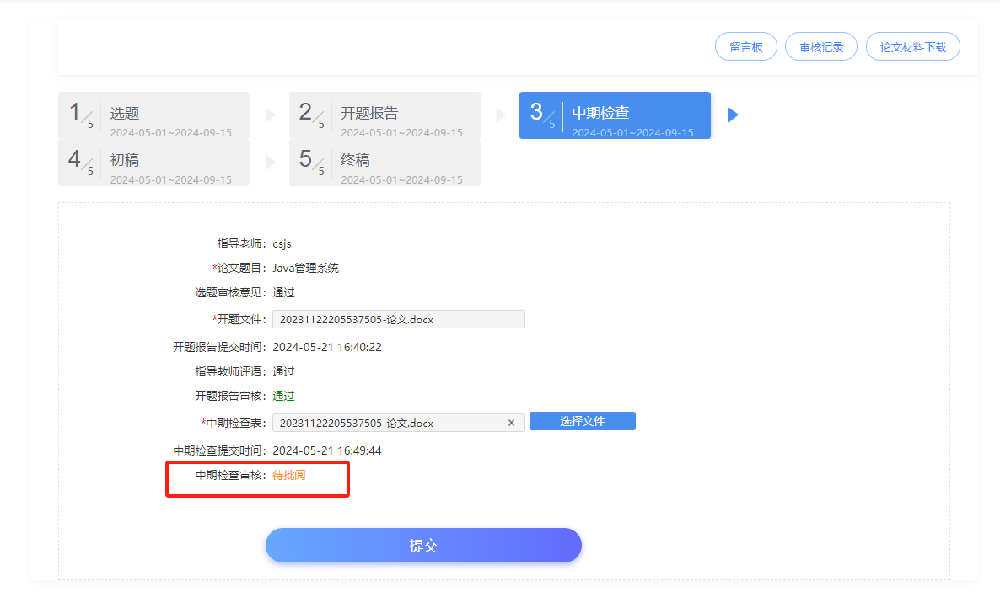 留言板 审核记录 论文材料下载
1/5 选题 2/5 开题报告 3/5 中期检查
2024-05-01~2024-09-15 2024-05-01~2024-09-15 2024-05-01~2024-09-15
4/5 初稿 5/5 终稿
2024-05-01~2024-09-15 2024-05-01~2024-09-15
指导老师: csjs
*论文题目: Java管理系统
选题审核意见: 通过
*开题文件: 20231122205537505-论文.docx
开题报告提交时间: 2024-05-21 16:40:22
指导教师评语: 通过
开题报告审核: 通过
*中期检查表: 20231122205537505-论文.docx × 选择文件
中期检查提交时间: 2024-05-21 16:49:44
中期检查审核: 待批阅
提交